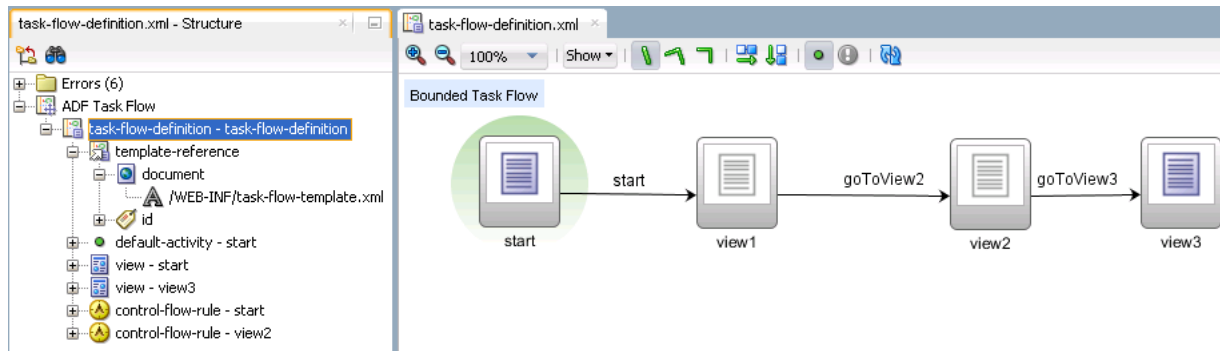 task-flow-definition.xml - Structure
Errors (6)
ADF Task Flow
task-flow-definition - task-flow-definition
template-reference
document
/WEB-INF/task-flow-template.xml
id
default-activity - start
view - start
view - view3
control-flow-rule - start
control-flow-rule - view2
task-flow-definition.xml
100%
Show
Bounded Task Flow
start
goToView2
goToView3
start
view1
view2
view3